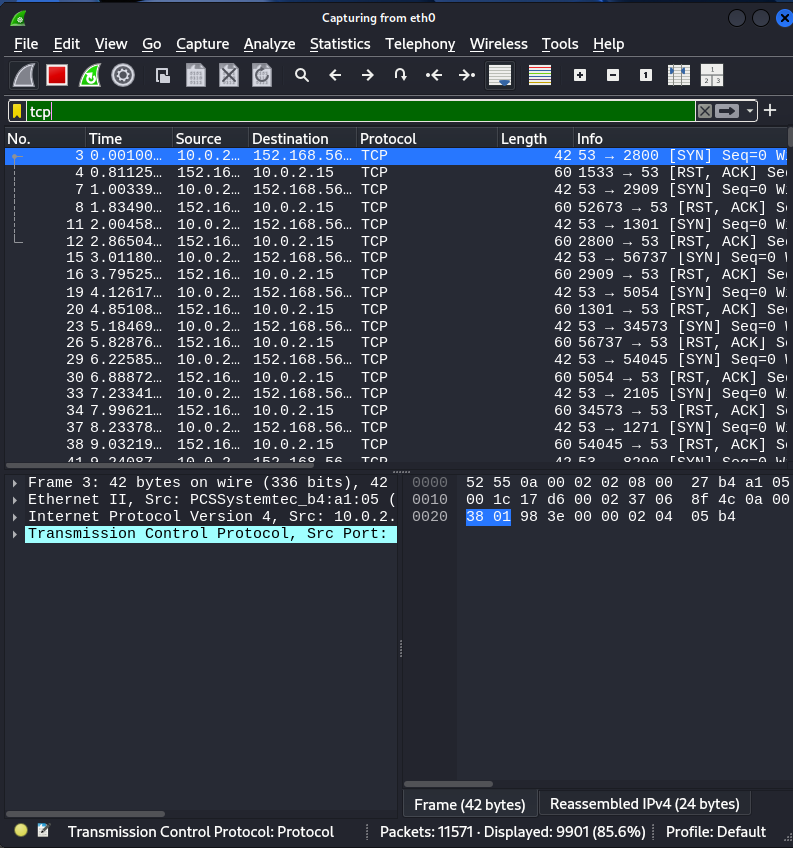 Capturing from eth0
File Edit View Go Capture Analyze Statistics Telephony Wireless Tools Help
tcp
No. Time Source Destination Protocol Length Info
3 0.00100… 10.0.2… 152.168.56… TCP 42 53 → 2800 [SYN] Seq=0 Wi
4 0.81125… 152.16… 10.0.2.15 TCP 60 1533 → 53 [RST, ACK] Se
7 1.00339… 10.0.2… 152.168.56… TCP 42 53 → 2909 [SYN] Seq=0 Wi
8 1.83490… 152.16… 10.0.2.15 TCP 60 52673 → 53 [RST, ACK] S
11 2.00458… 10.0.2… 152.168.56… TCP 42 53 → 1301 [SYN] Seq=0 Wi
12 2.86504… 152.16… 10.0.2.15 TCP 60 2800 → 53 [RST, ACK] Se
15 3.01180… 10.0.2… 152.168.56… TCP 42 53 → 56737 [SYN] Seq=0 W
16 3.79525… 152.16… 10.0.2.15 TCP 60 2909 → 53 [RST, ACK] Se
19 4.12617… 10.0.2… 152.168.56… TCP 42 53 → 5054 [SYN] Seq=0 Wi
20 4.85108… 152.16… 10.0.2.15 TCP 60 1301 → 53 [RST, ACK] Se
23 5.18469… 10.0.2… 152.168.56… TCP 42 53 → 34573 [SYN] Seq=0 W
26 5.82876… 152.16… 10.0.2.15 TCP 60 56737 → 53 [RST, ACK] S
29 6.22585… 10.0.2… 152.168.56… TCP 42 53 → 54045 [SYN] Seq=0 W
30 6.88872… 152.16… 10.0.2.15 TCP 60 5054 → 53 [RST, ACK] Se
33 7.23341… 10.0.2… 152.168.56… TCP 42 53 → 2105 [SYN] Seq=0 Wi
34 7.99621… 152.16… 10.0.2.15 TCP 60 34573 → 53 [RST, ACK] S
37 8.23378… 10.0.2… 152.168.56… TCP 42 53 → 1271 [SYN] Seq=0 Wi
38 9.03219… 152.16… 10.0.2.15 TCP 60 54045 → 53 [RST, ACK] S
Frame 3: 42 bytes on wire (336 bits), 42
Ethernet II, Src: PCSSystemtec_b4:a1:05 (
Internet Protocol Version 4, Src: 10.0.2.
Transmission Control Protocol, Src Port:
0000 52 55 0a 00 02 02 08 00 27 b4 a1 05
0010 00 1c 17 d6 00 02 37 06 8f 4c 0a 00
0020 38 01 98 3e 00 00 02 04 05 b4
Frame (42 bytes) Reassembled IPv4 (24 bytes)
Transmission Control Protocol: Protocol Packets: 11571 · Displayed: 9901 (85.6%) Profile: Default